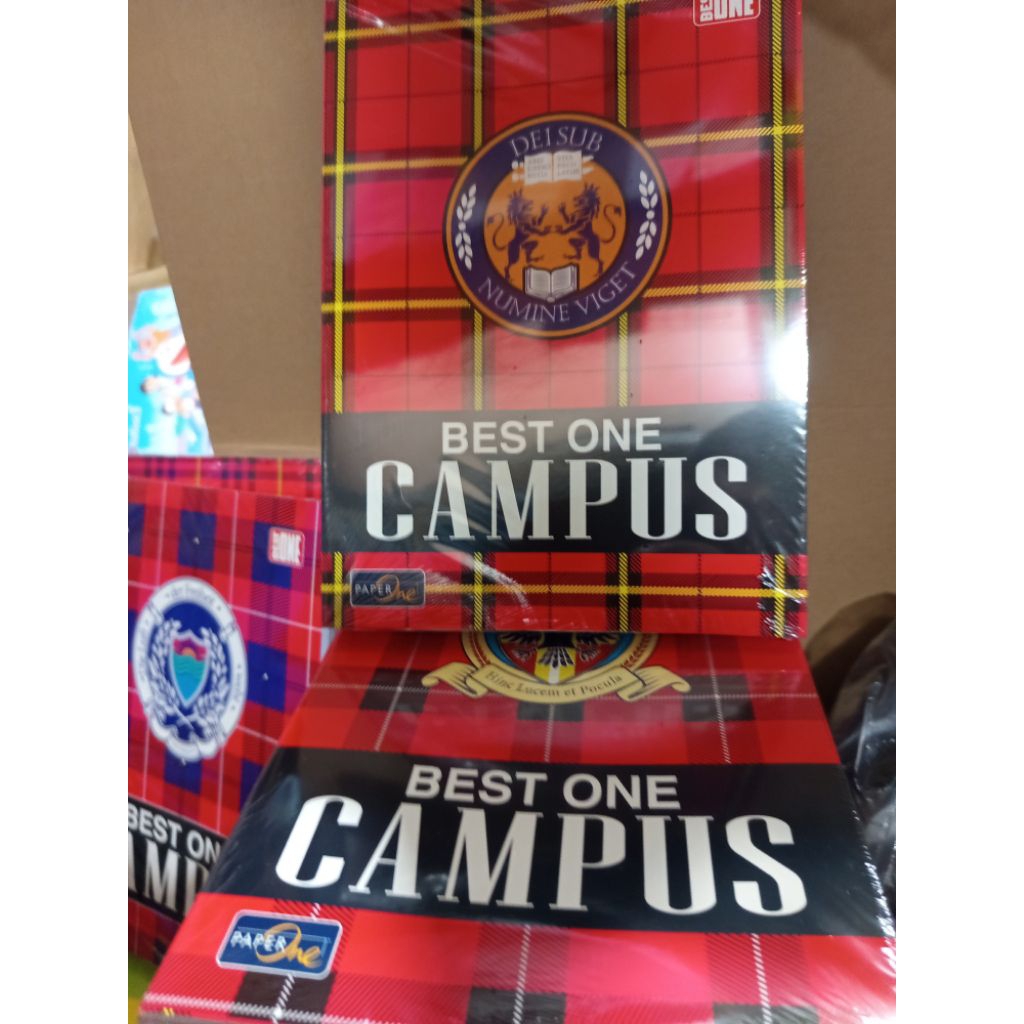 BEST ONE
DEI SUB
NUMINE VIGET
BEST ONE
CAMPUS
PAPER One
Hinc Lucem et Pocula
BEST ONE
CAMPUS
PAPER One
ONE
BEST ON
AMP